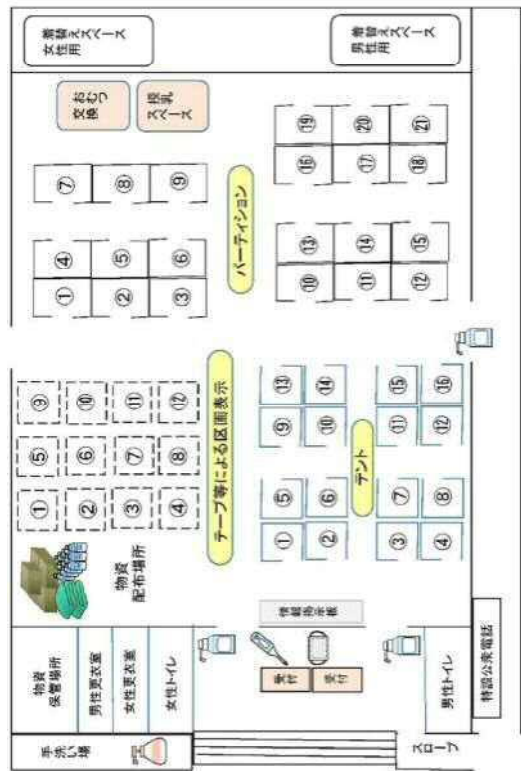 スロープ
手洗い場
特設公衆電話
男性トイレ
受付
受付
女性トイレ
女性更衣室
男性更衣室
物資
保管場所
情報掲示板
物資
配布場所
④ ③ ② ①
⑧ ⑦ ⑥ ⑤
テント
⑫ ⑪ ⑩ ⑨
⑯ ⑮ ⑭ ⑬
テープ等による区画表示
④ ③ ② ①
⑧ ⑦ ⑥ ⑤
⑫ ⑪ ⑩ ⑨
⑫ ⑪ ⑩
⑮ ⑭ ⑬
⑱ ⑰ ⑯
㉑ ⑳ ⑲
パーティション
③ ② ①
⑥ ⑤ ④
⑨ ⑧ ⑦
授乳
スペース
おむつ
交換
着替えスペース
男性用
着替えスペース
女性用